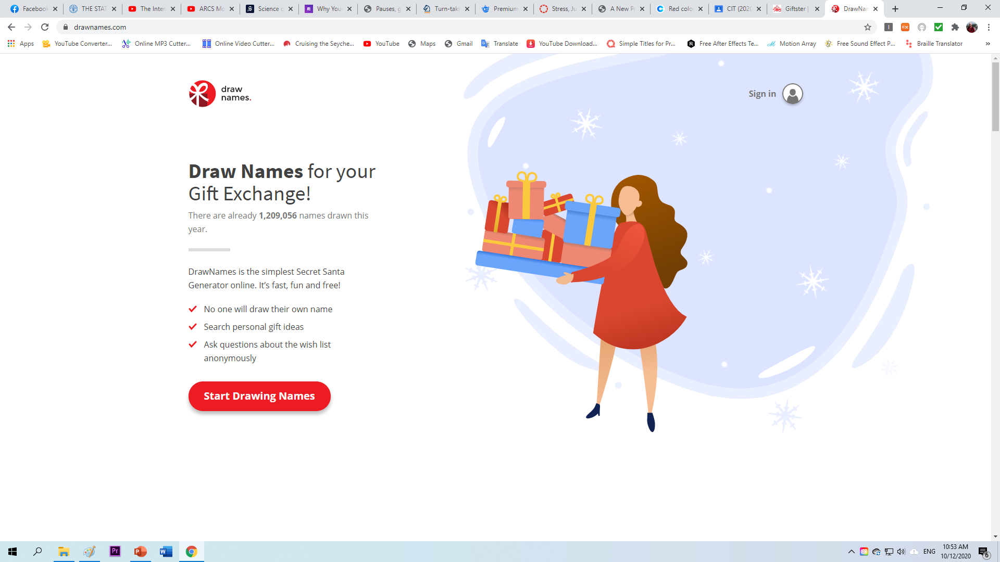 Facebook
THE STAT
The Inter
ARCS Mo
Science c
Why You
Pauses, g
Turn-taki
Premium
Stress, Ju
A New P
Red colo
CIT (2020
Giftster |
DrawNar
drawnames.com
Apps
YouTube Converter...
Online MP3 Cutter...
Online Video Cutter...
Cruising the Seyche...
YouTube
Maps
Gmail
Translate
YouTube Download...
Simple Titles for Pr...
Free After Effects Te...
Motion Array
Free Sound Effect P...
Braille Translator
»
draw
names.
Sign in
Draw Names for your
Gift Exchange!
There are already 1,209,056 names drawn this
year.
DrawNames is the simplest Secret Santa
Generator online. It’s fast, fun and free!
No one will draw their own name
Search personal gift ideas
Ask questions about the wish list
anonymously
Start Drawing Names
ENG
10:53 AM
10/12/2020
6